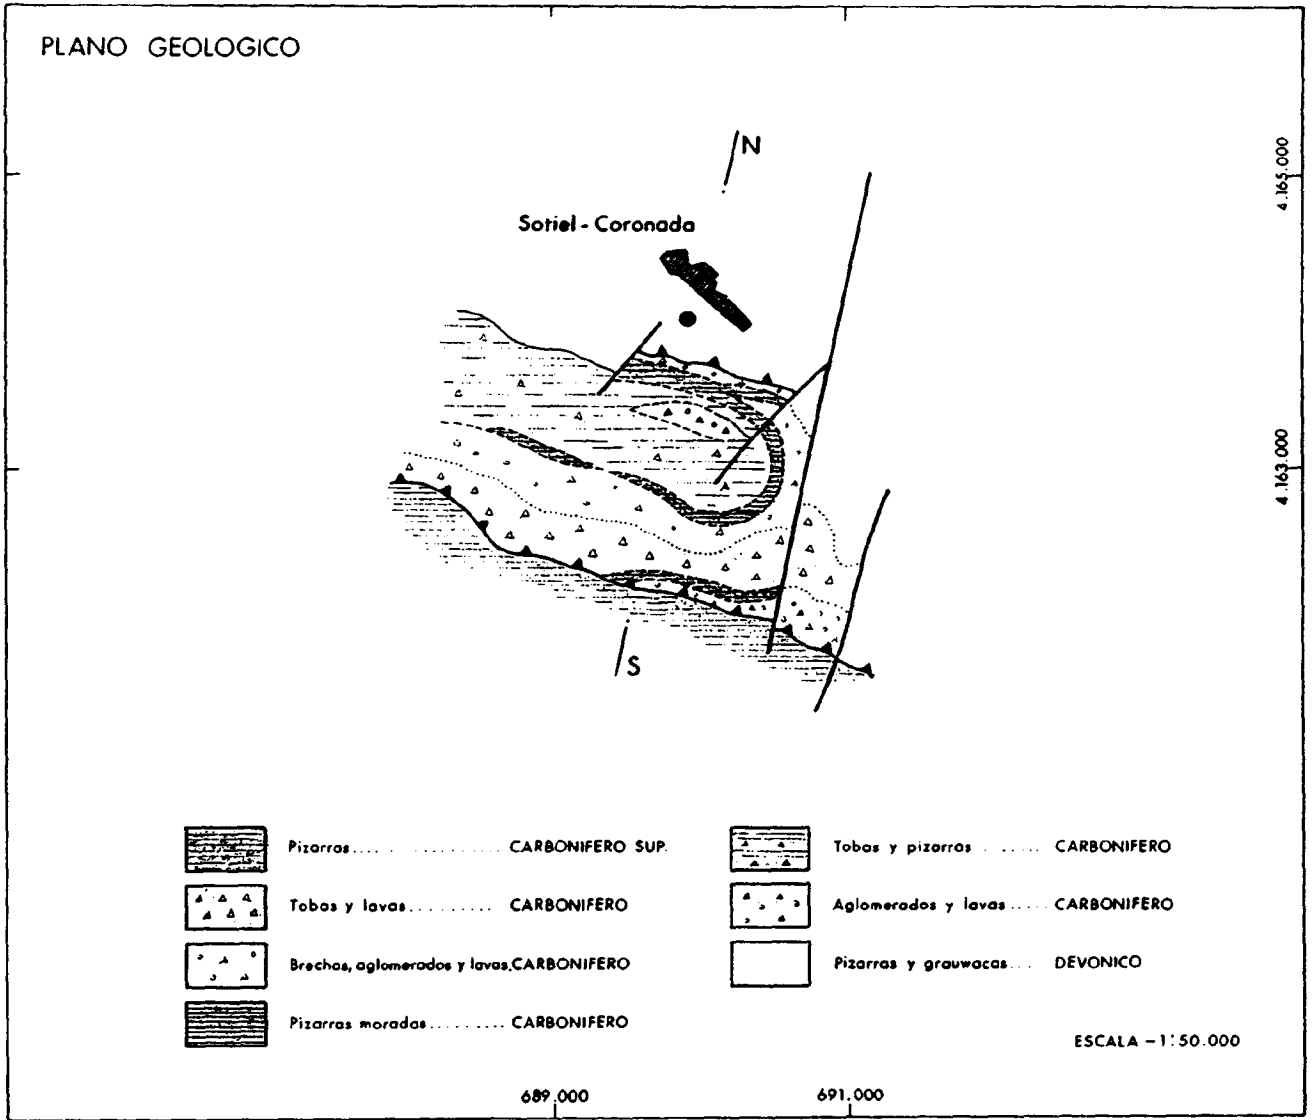 PLANO GEOLOGICO
N
4.165.000
Sotiel - Coronada
4.163.000
S
Pizarras.... ......... CARBONIFERO SUP.
Tobas y pizarras ...... CARBONIFERO
Tobas y lavas......... CARBONIFERO
Aglomerados y lavas..... CARBONIFERO
Brechas, aglomerados y lavas. CARBONIFERO
Pizarras y grauwacas... DEVONICO
Pizarras moradas......... CARBONIFERO
ESCALA - 1:50.000
689.000
691.000